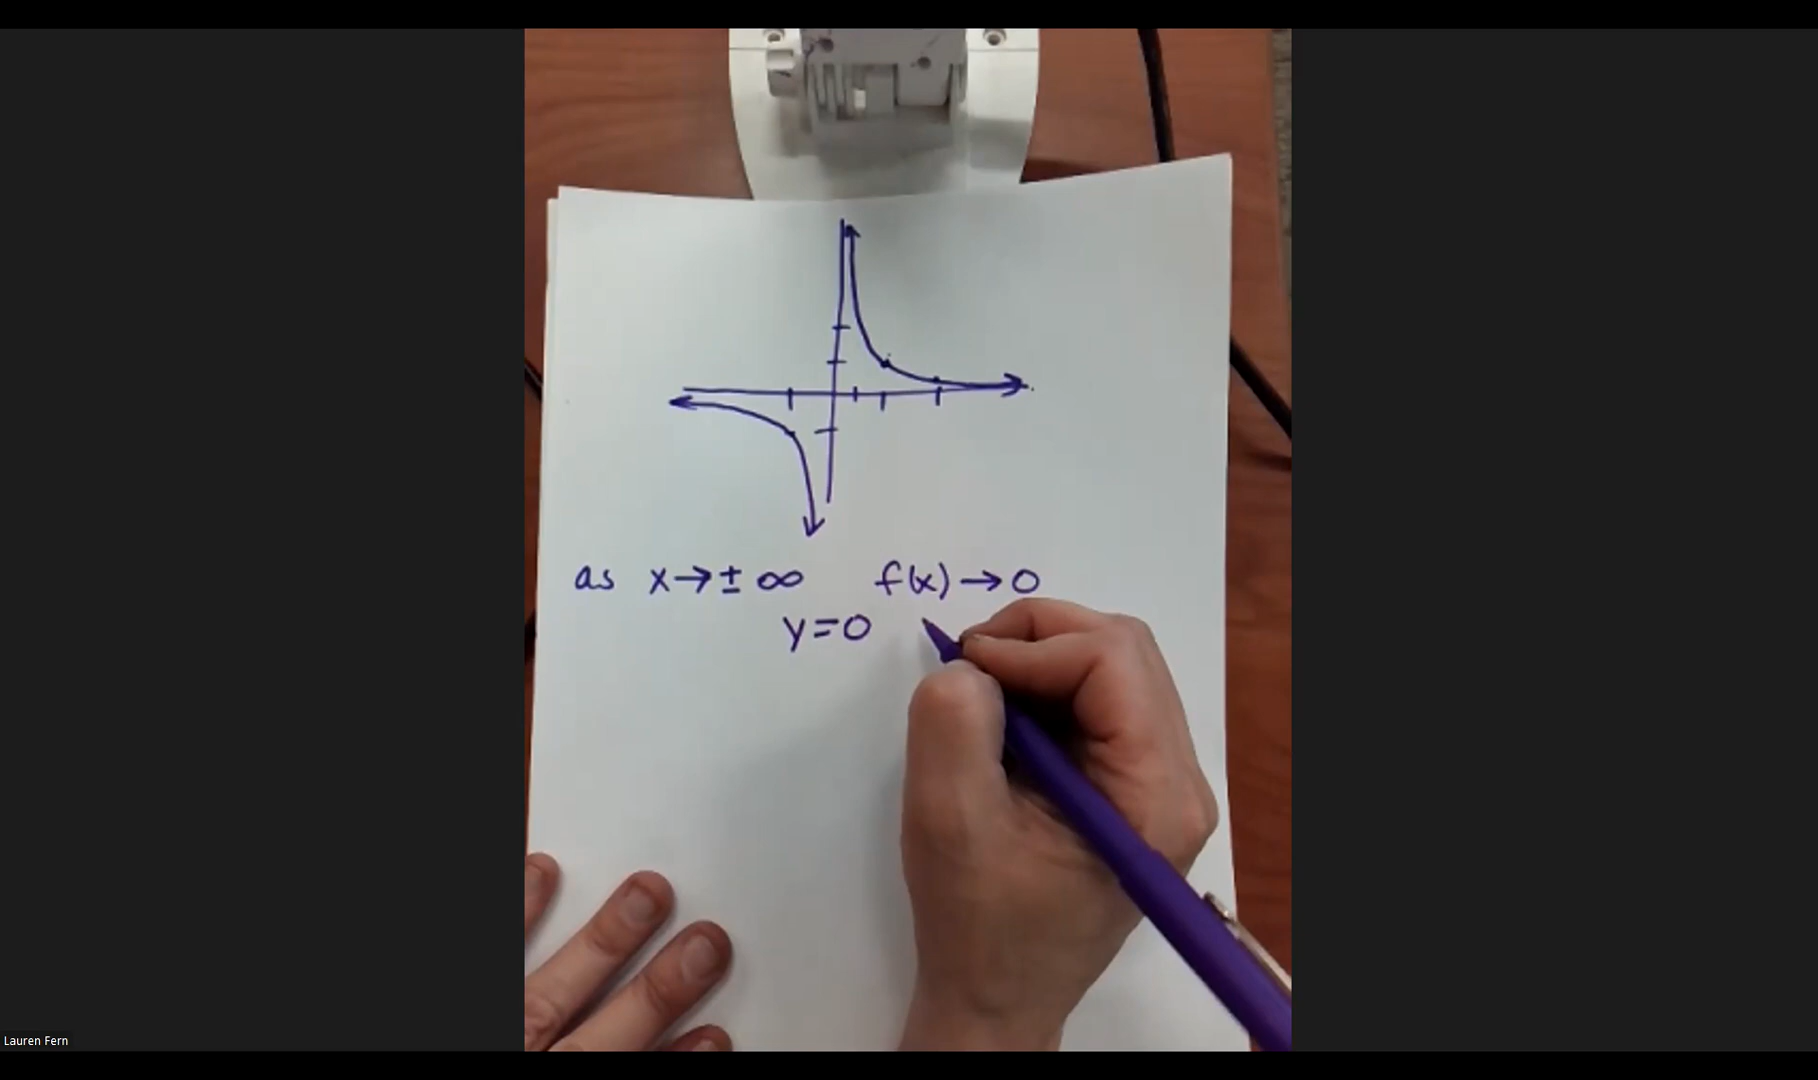 as x→±∞ f(x)→0
y=0
Lauren Fern